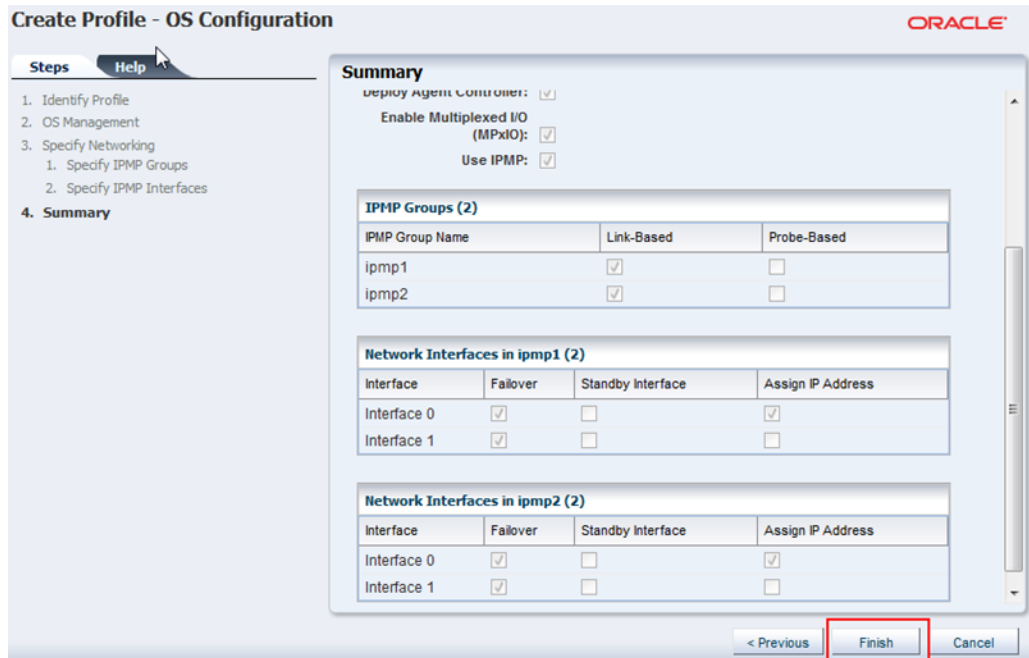 Create Profile - OS Configuration
ORACLE
Steps Help
1. Identify Profile
2. OS Management
3. Specify Networking
1. Specify IPMP Groups
2. Specify IPMP Interfaces
4. Summary
Summary
Deploy Agent Controller:
Enable Multiplexed I/O
(MPxIO):
Use IPMP:
IPMP Groups (2)
IPMP Group Name Link-Based Probe-Based
ipmp1
ipmp2
Network Interfaces in ipmp1 (2)
Interface Failover Standby Interface Assign IP Address
Interface 0
Interface 1
Network Interfaces in ipmp2 (2)
Interface Failover Standby Interface Assign IP Address
Interface 0
Interface 1
< Previous Finish Cancel